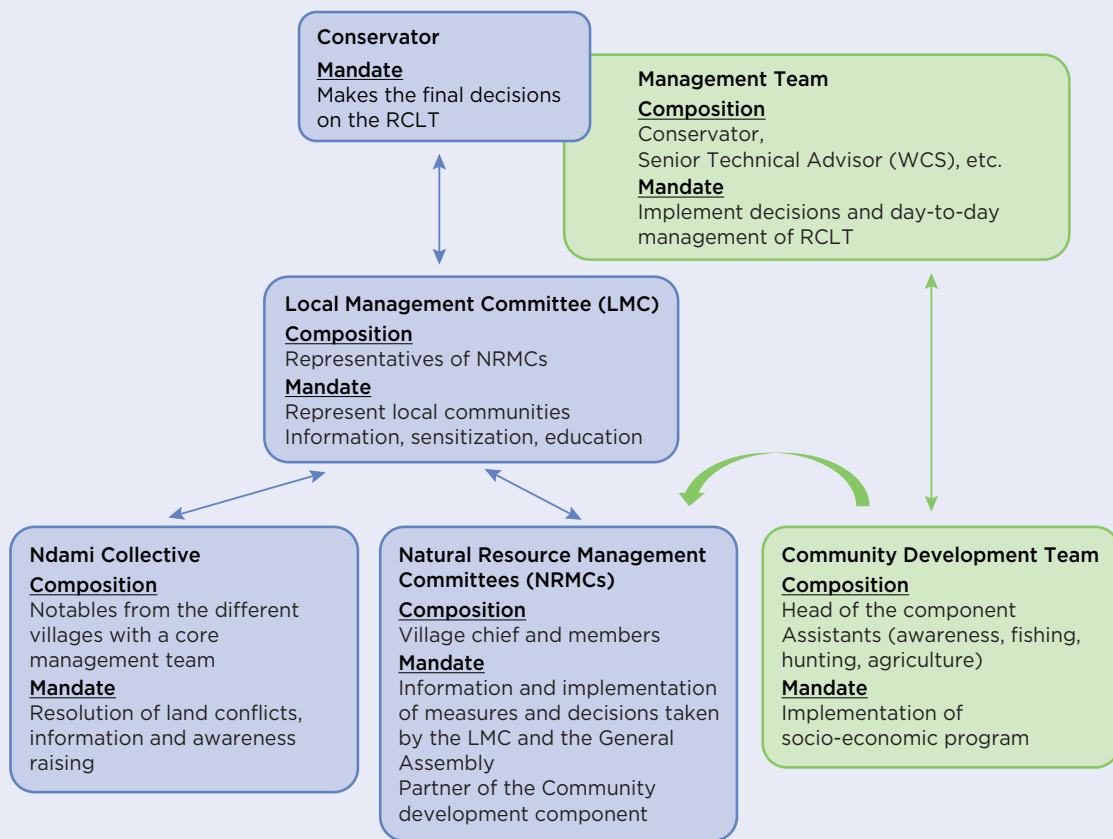 Conservator
Mandate
Makes the final decisions
on the RCLT
Management Team
Composition
Conservator,
Senior Technical Advisor (WCS), etc.
Mandate
Implement decisions and day-to-day
management of RCLT
Local Management Committee (LMC)
Composition
Representatives of NRMCs
Mandate
Represent local communities
Information, sensitization, education
Ndami Collective
Composition
Notables from the different
villages with a core
management team
Mandate
Resolution of land conflicts,
information and awareness
raising
Natural Resource Management
Committees (NRMCs)
Composition
Village chief and members
Mandate
Information and implementation
of measures and decisions taken
by the LMC and the General
Assembly
Partner of the Community
development component
Community Development Team
Composition
Head of the component
Assistants (awareness, fishing,
hunting, agriculture)
Mandate
Implementation of
socio-economic program